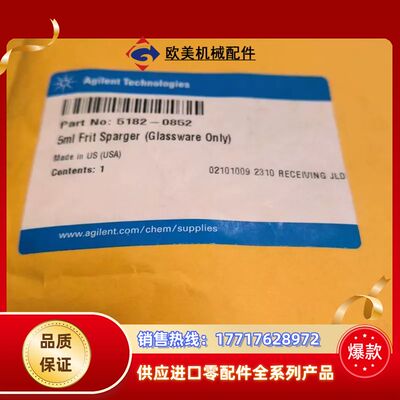 欧美机械配件
Agilent Technologies
Part No: 5182-0852
5ml Frit Sparger (Glassware Only)
Made in US (USA)
Contents: 1
02101009 2310 RECEIVING JLD
www.agilent.com/chem/supplies
品质
保证
销售热线：17717628972
爆款
供应进口零配件全系列产品